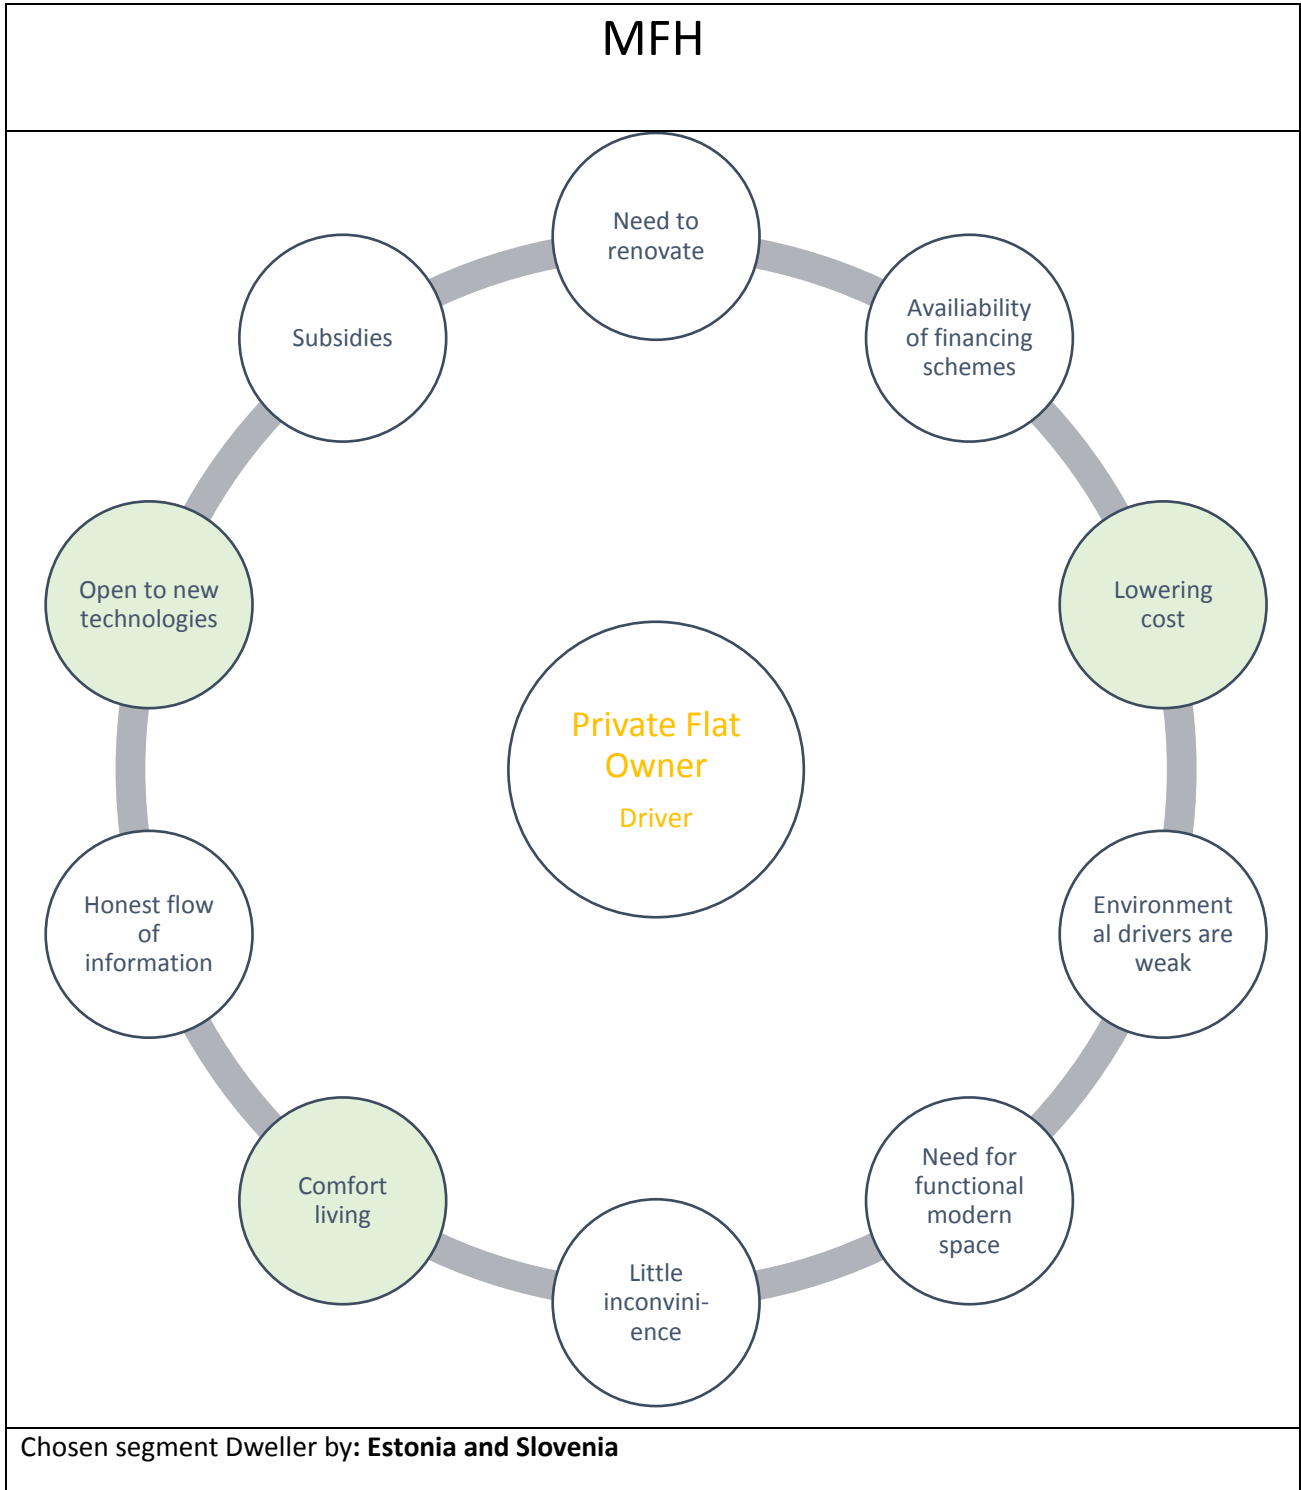 MFH
Need to
renovate
Availiability
of financing
schemes
Lowering
cost
Environment
al drivers are
weak
Need for
functional
modern
space
Little
inconvini-
ence
Comfort
living
Honest flow
of
information
Open to new
technologies
Subsidies
Private Flat
Owner
Driver
Chosen segment Dweller by: Estonia and Slovenia